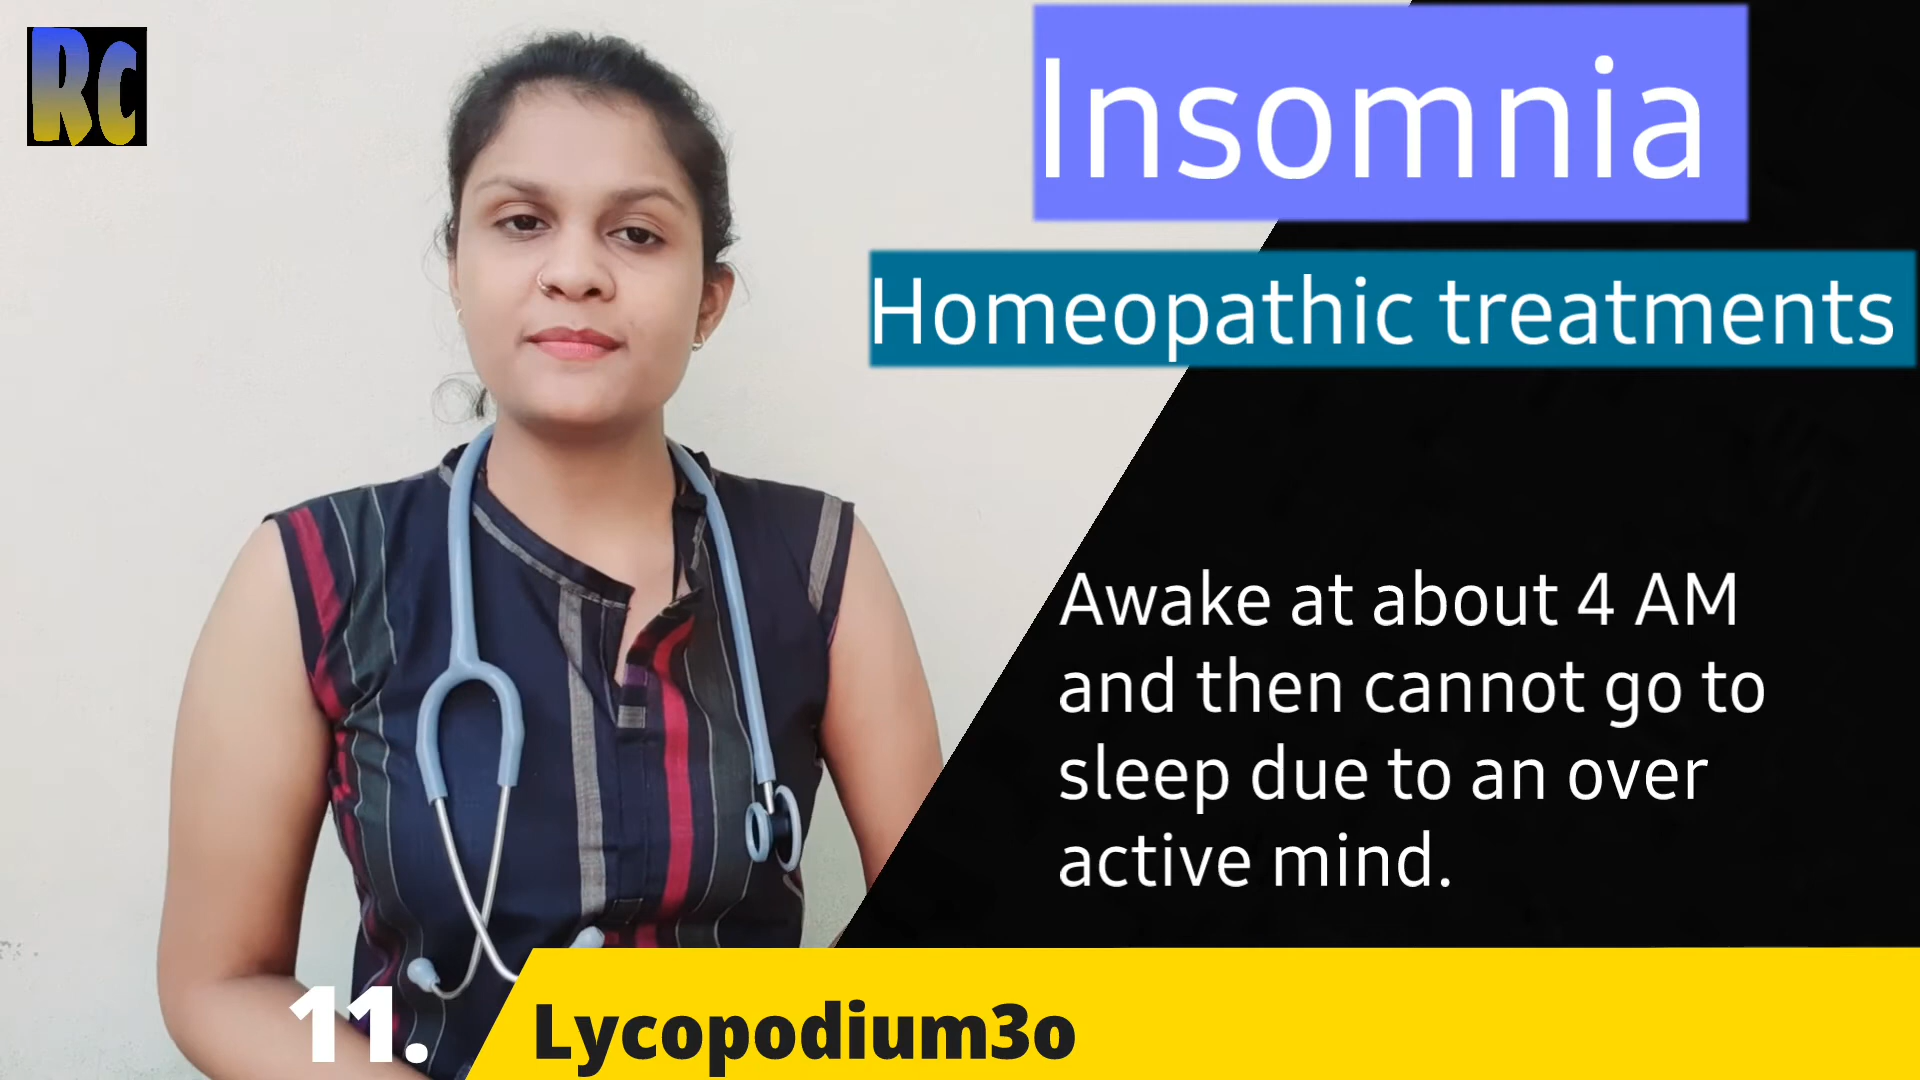 RC
Insomnia
Homeopathic treatments
Awake at about 4 AM
and then cannot go to
sleep due to an over
active mind.
11.
Lycopodium3o